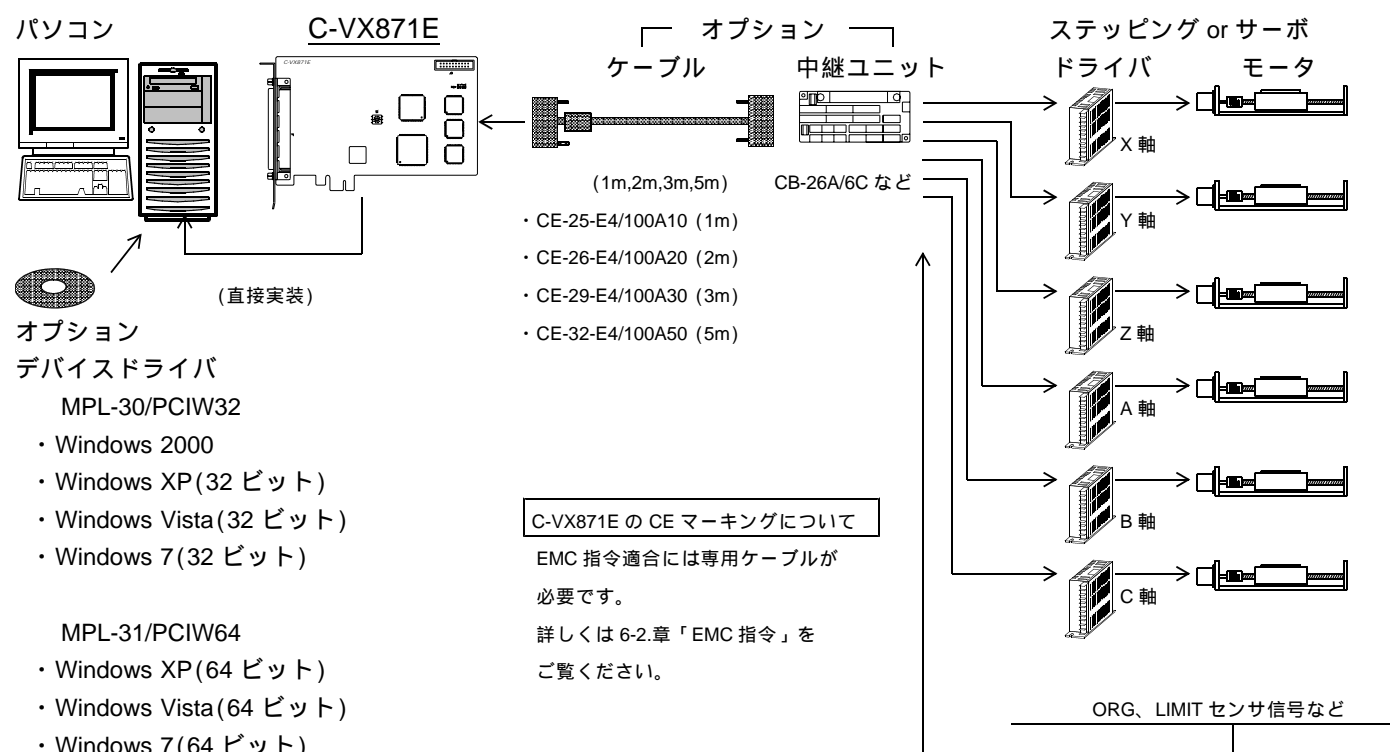 パソコン
C-VX871E
オプション
ステッピング or サーボ
ケーブル
中継ユニット
ドライバ
モータ
C-VX871E
X 軸
(1m,2m,3m,5m)
CB-26A/6C など
・CE-25-E4/100A10 (1m)
Y 軸
・CE-26-E4/100A20 (2m)
・CE-29-E4/100A30 (3m)
(直接実装)
・CE-32-E4/100A50 (5m)
Z 軸
オプション
デバイスドライバ
MPL-30/PCIW32
A 軸
・Windows 2000
・Windows XP(32 ビット)
・Windows Vista(32 ビット)
・Windows 7(32 ビット)
C-VX871E の CE マーキングについて
B 軸
EMC 指令適合には専用ケーブルが
必要です。
C 軸
詳しくは 6-2.章「EMC 指令」を
ご覧ください。
MPL-31/PCIW64
・Windows XP(64 ビット)
・Windows Vista(64 ビット)
・Windows 7(64 ビット)
ORG、LIMIT センサ信号など